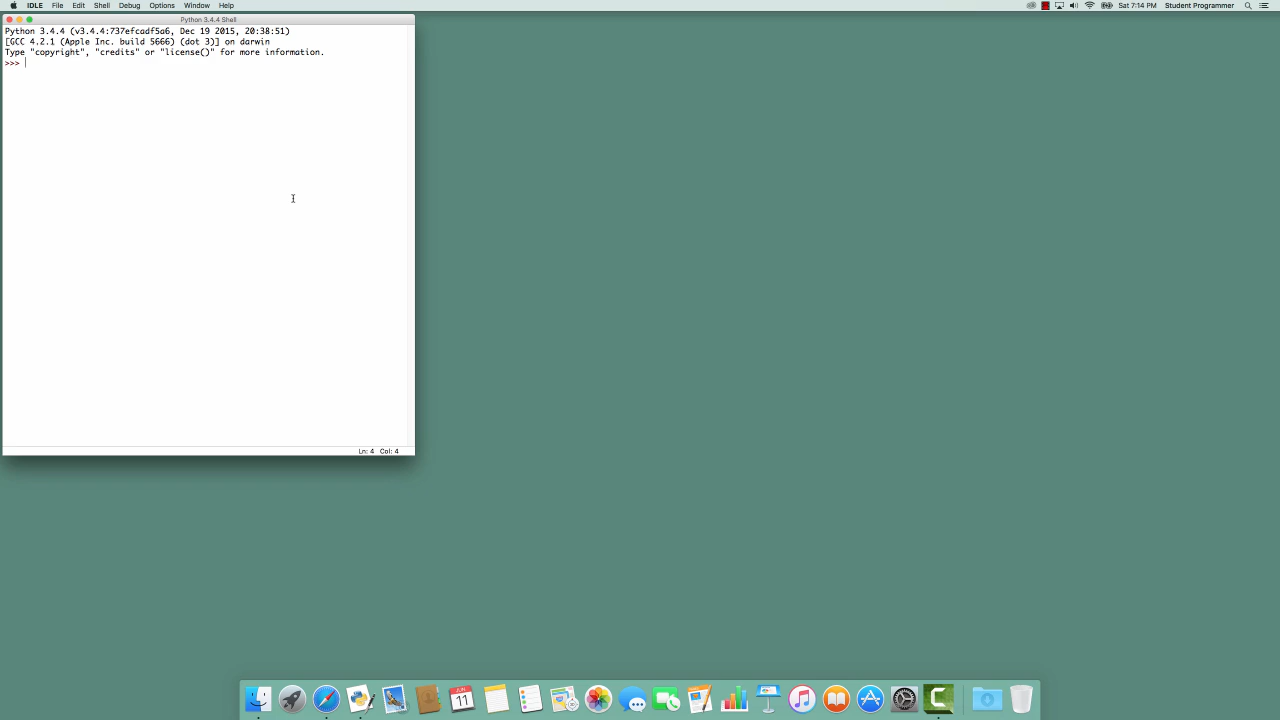 IDLE File Edit Shell Debug Options Window Help Sat 7:14 PM Student Programmer
Python 3.4.4 Shell
Python 3.4.4 (v3.4.4:737efcadf5a6, Dec 19 2015, 20:38:51)
[GCC 4.2.1 (Apple Inc. build 5666) (dot 3)] on darwin
Type "copyright", "credits" or "license()" for more information.
>>>
Ln: 4 Col: 4
JUN
11